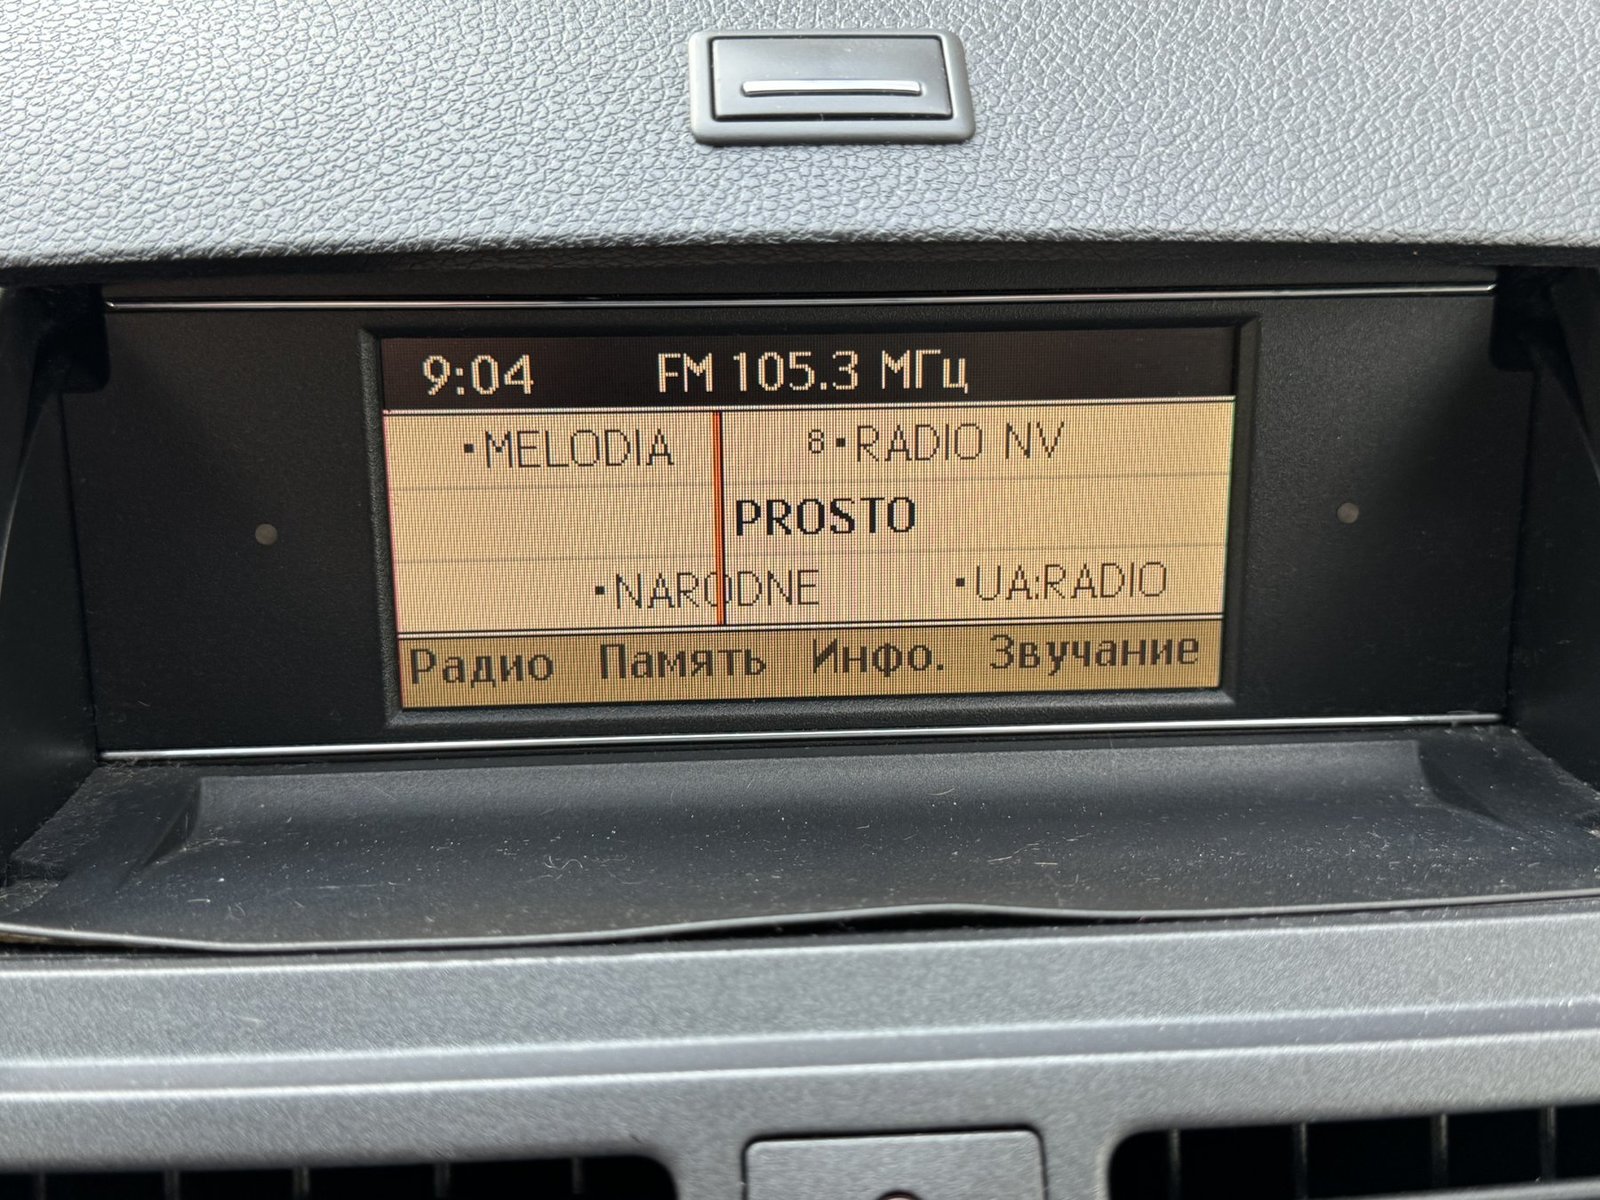 9:04 FM 105.3 МГц
▪MELODIA 8▪RADIO NV
PROSTO
▪NARODNE ▪UA:RADIO
Радио Память Инфо. Звучание